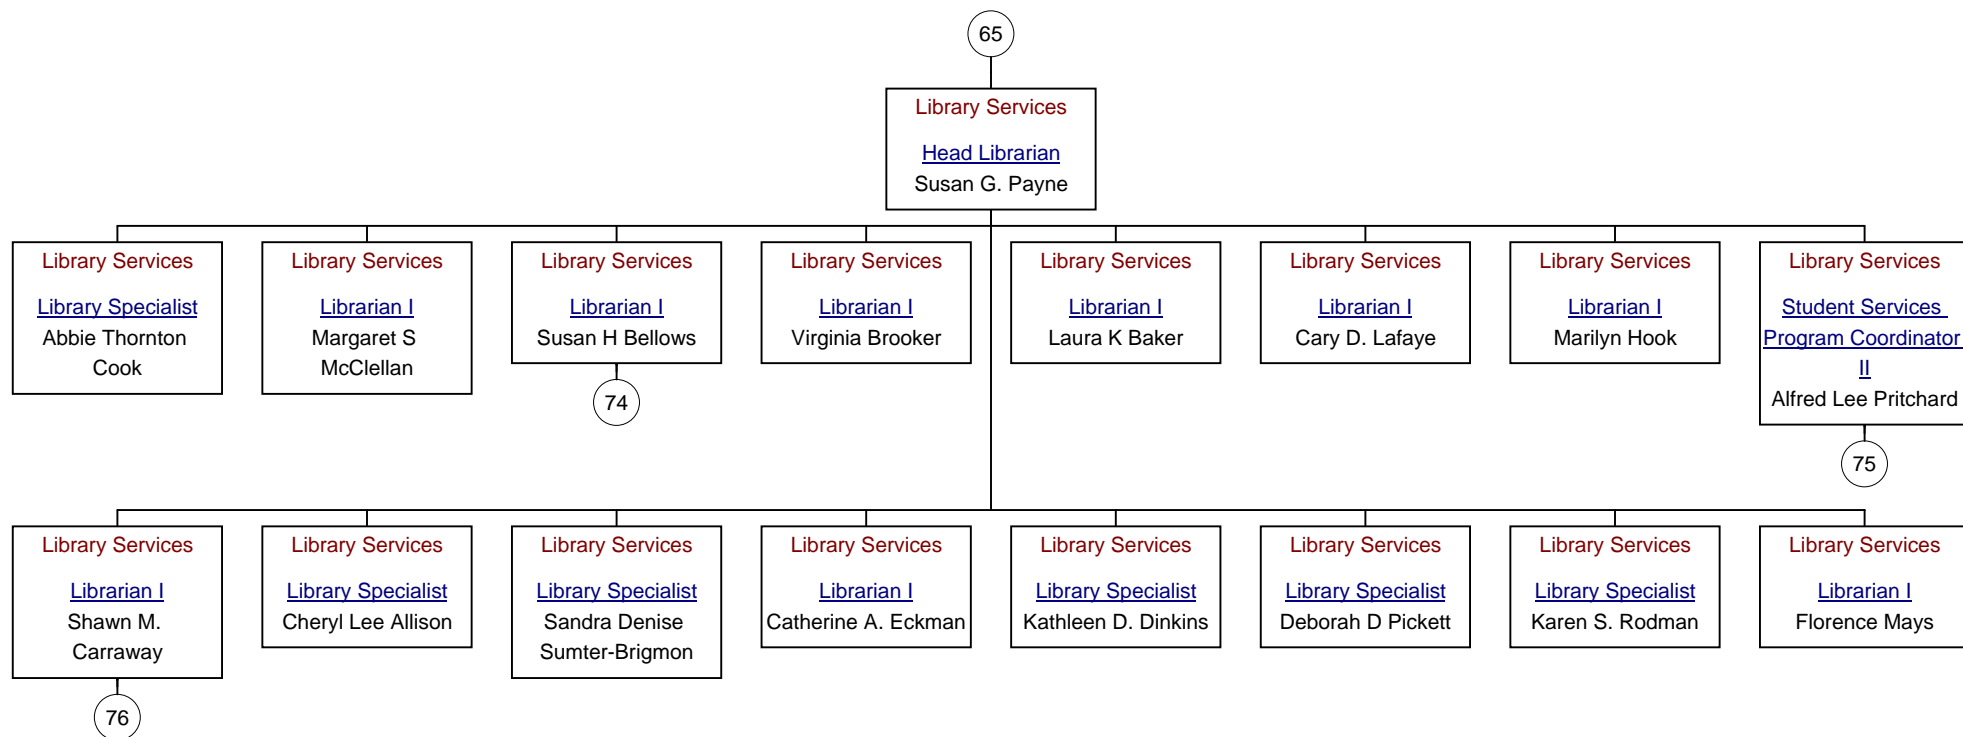 65
Library Services
Head Librarian
Susan G. Payne
Library Services
Library Specialist
Abbie Thornton
Cook
Library Services
Librarian I
Margaret S
McClellan
Library Services
Librarian I
Susan H Bellows
74
Library Services
Librarian I
Virginia Brooker
Library Services
Librarian I
Laura K Baker
Library Services
Librarian I
Cary D. Lafaye
Library Services
Librarian I
Marilyn Hook
Library Services
Student Services
Program Coordinator
II
Alfred Lee Pritchard
75
Library Services
Librarian I
Shawn M.
Carraway
76
Library Services
Library Specialist
Cheryl Lee Allison
Library Services
Library Specialist
Sandra Denise
Sumter-Brigmon
Library Services
Librarian I
Catherine A. Eckman
Library Services
Library Specialist
Kathleen D. Dinkins
Library Services
Library Specialist
Deborah D Pickett
Library Services
Library Specialist
Karen S. Rodman
Library Services
Librarian I
Florence Mays